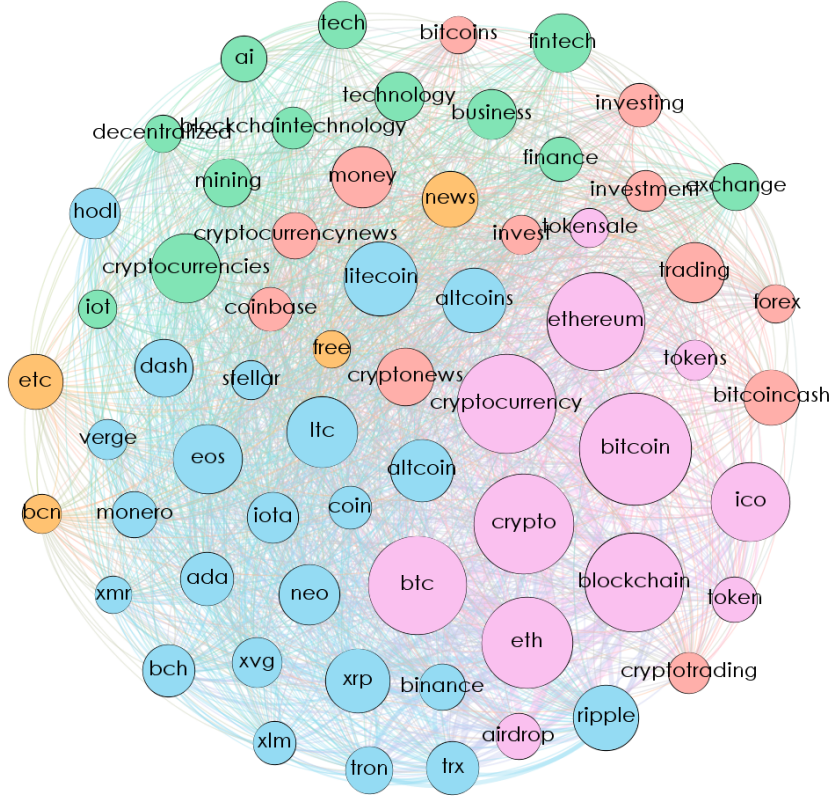 tech
bitcoins
fintech
ai
technology
investing
business
decentralized
blockchaintechnology
finance
mining
money
investment
exchange
news
hodl
cryptocurrencynews
invest
tokensale
cryptocurrencies
litecoin
trading
altcoins
iot
coinbase
ethereum
forex
free
tokens
etc
dash
stellar
cryptonews
cryptocurrency
bitcoincash
verge
eos
ltc
bitcoin
altcoin
ico
bcn
monero
iota
coin
crypto
xmr
ada
neo
btc
blockchain
token
eth
bch
xvg
xrp
binance
cryptotrading
ripple
xlm
airdrop
tron
trx